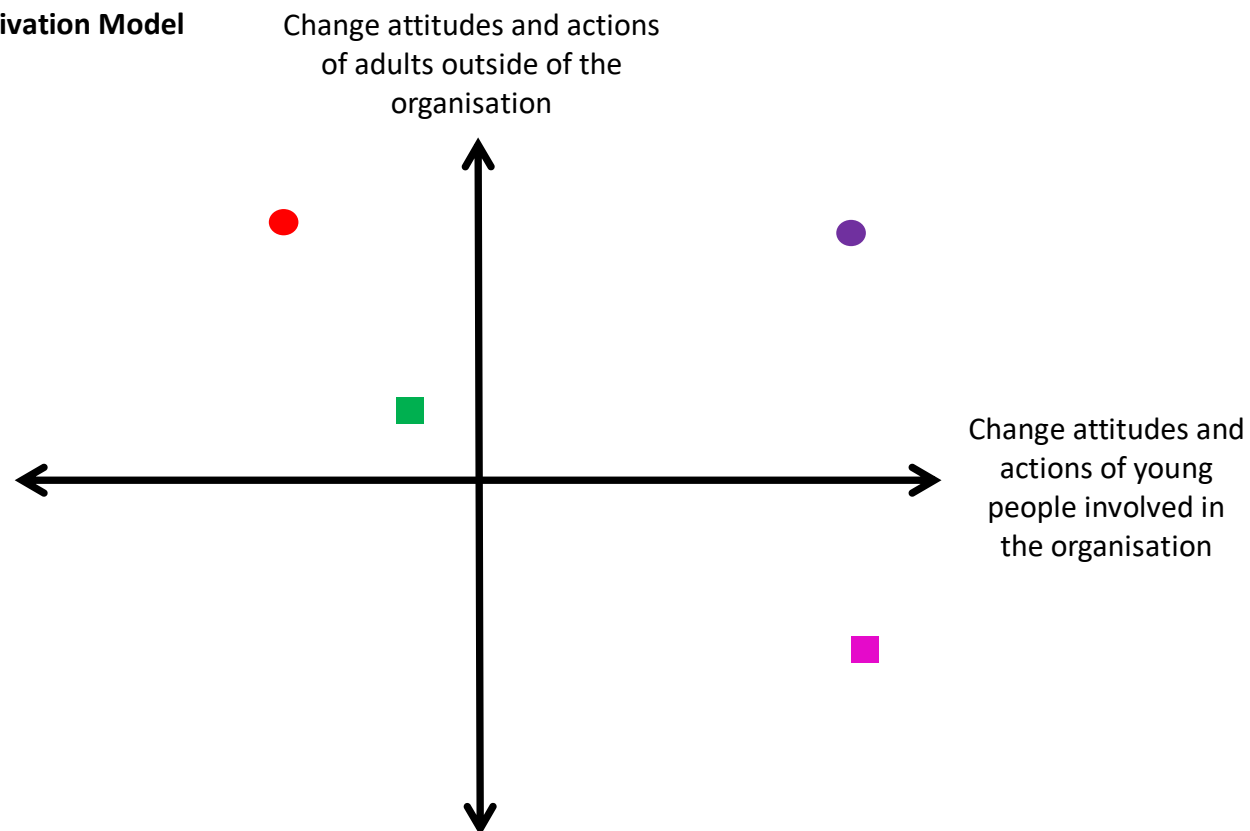 ivation Model
Change attitudes and actions
of adults outside of the
organisation
Change attitudes and
actions of young
people involved in
the organisation